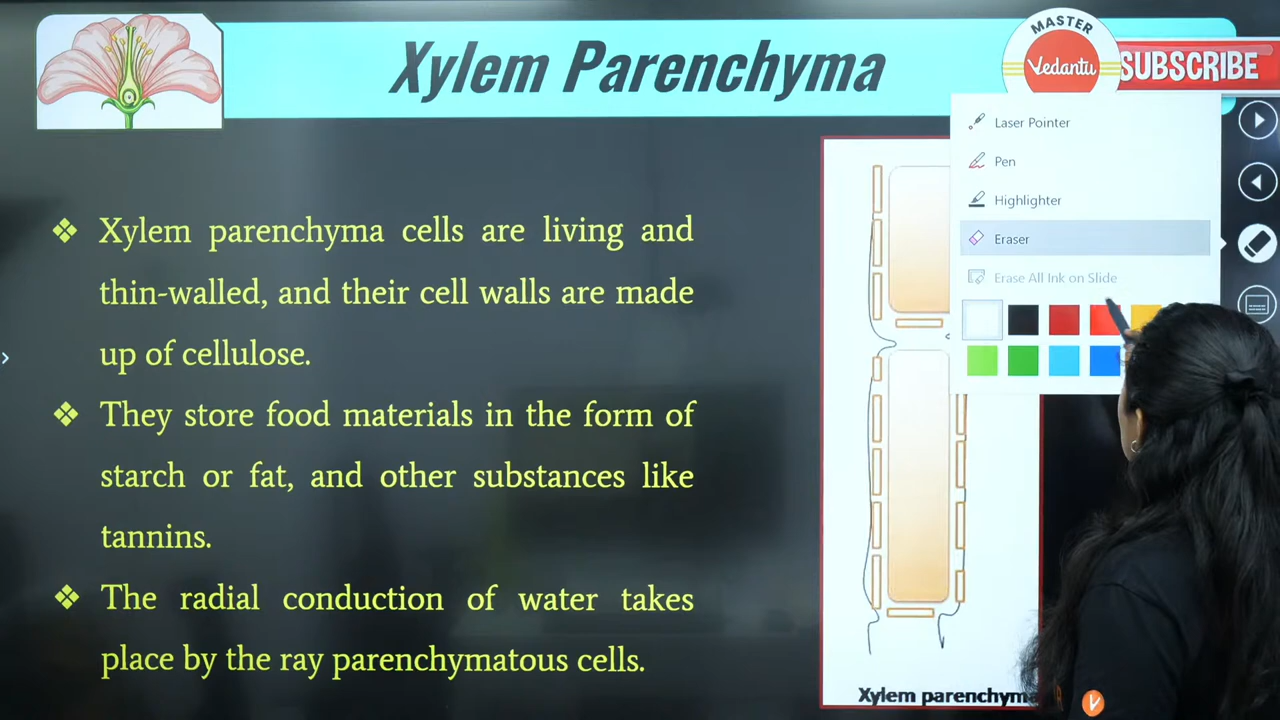 Xylem Parenchyma
MASTER
Vedantu
SUBSCRIBE
Laser Pointer
Pen
Highlighter
Eraser
Erase All Ink on Slide
❖ Xylem parenchyma cells are living and
thin-walled, and their cell walls are made
up of cellulose.
❖ They store food materials in the form of
starch or fat, and other substances like
tannins.
❖ The radial conduction of water takes
place by the ray parenchymatous cells.
Xylem parenchyma